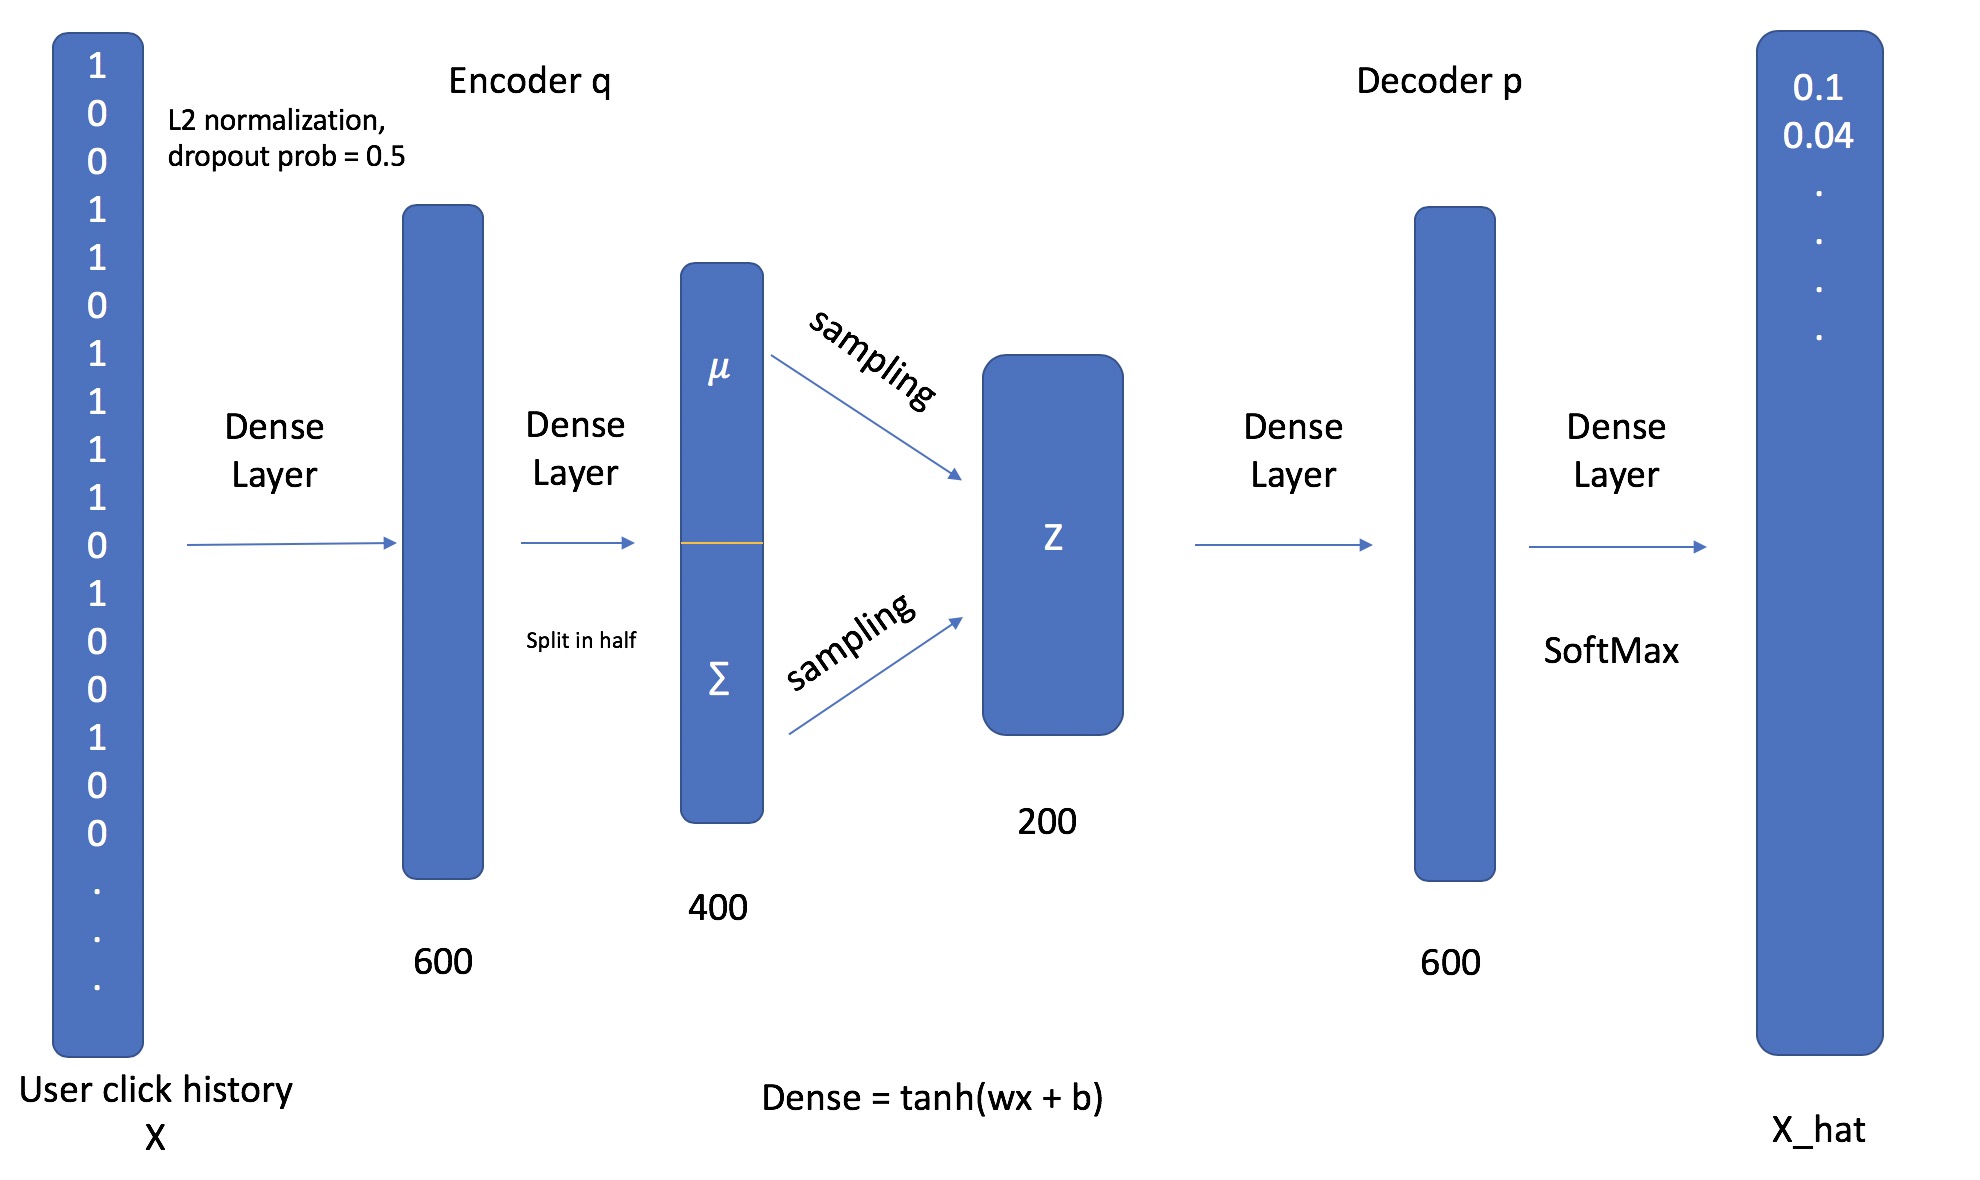 1
0
0
1
1
0
1
1
1
1
0
1
0
0
1
0
0
.
.
.
User click history
X
L2 normalization,
dropout prob = 0.5
Encoder q
Dense
Layer
600
Dense
Layer
Split in half
μ
Σ
400
sampling
sampling
Z
200
Dense = tanh(wx + b)
Decoder p
Dense
Layer
600
Dense
Layer
SoftMax
0.1
0.04
.
.
.
.
X_hat